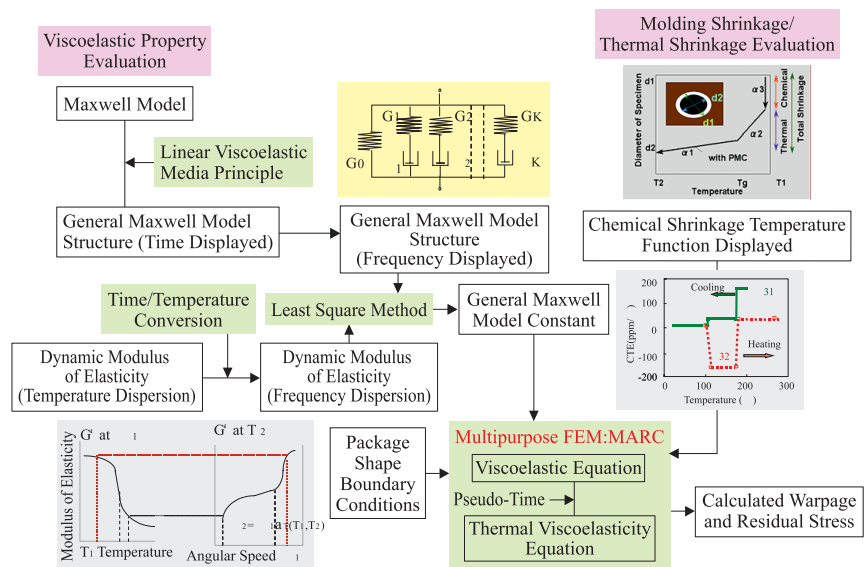 Viscoelastic Property
Evaluation
Maxwell Model
Linear Viscoelastic
Media Principle
General Maxwell Model
Structure (Time Displayed)
G0
G1
G2
GK
1
2
K
General Maxwell Model
Structure
(Frequency Displayed)
Molding Shrinkage/
Thermal Shrinkage Evaluation
Diameter of Specimen
d1
d2
d2
d1
α3
α2
α1
with PMC
Thermal Chemical
Total Shrinkage
T2
Tg
T1
Temperature
Chemical Shrinkage Temperature
Function Displayed
Time/Temperature
Conversion
Least Square Method
General Maxwell
Model Constant
Dynamic Modulus
of Elasticity
(Temperature Dispersion)
Dynamic Modulus
of Elasticity
(Frequency Dispersion)
CTE(ppm/ )
200
100
0
-100
-200
Cooling
31
32
Heating
0
100
200
300
Temperature ( )
Modulus of Elasticity
G' at 1
G' at T 2
2= 1aT(T1,T2)
T1 Temperature
Angular Speed 1
Package
Shape
Boundary
Conditions
Multipurpose FEM:MARC
Viscoelastic Equation
Pseudo-Time
Thermal Viscoelasticity
Equation
Calculated Warpage
and Residual Stress